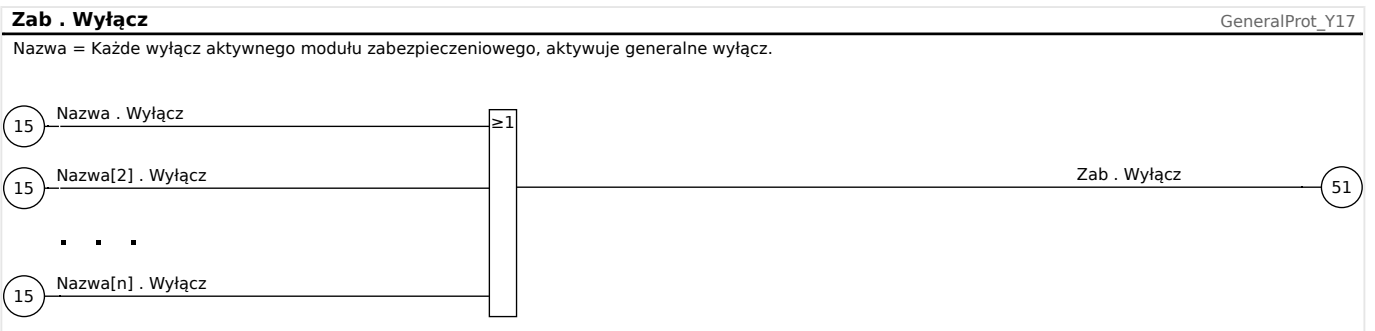 Zab . Wyłącz
GeneralProt_Y17
Nazwa = Każde wyłącz aktywnego modułu zabezpieczeniowego, aktywuje generalne wyłącz.
15
Nazwa . Wyłącz
≥1
15
Nazwa[2] . Wyłącz
Zab . Wyłącz
51
. . .
15
Nazwa[n] . Wyłącz